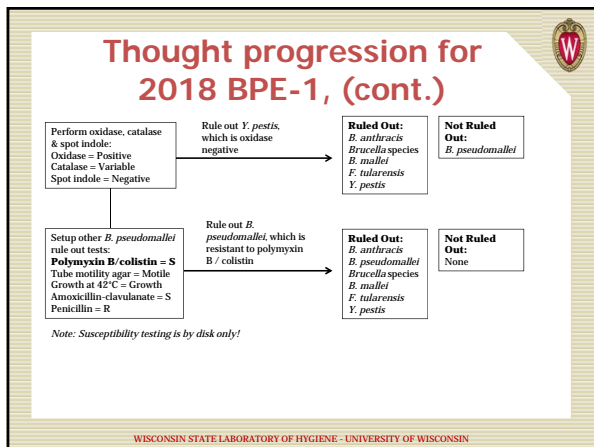 Thought progression for
2018 BPE-1, (cont.)
W
Perform oxidase, catalase
& spot indole:
Oxidase = Positive
Catalase = Variable
Spot indole = Negative
Rule out Y. pestis,
which is oxidase
negative
Ruled Out:
B. anthracis
Brucella species
B. mallei
F. tularensis
Y. pestis
Not Ruled
Out:
B. pseudomallei
Setup other B. pseudomallei
rule out tests:
Polymyxin B/colistin = S
Tube motility agar = Motile
Growth at 42°C = Growth
Amoxicillin-clavulanate = S
Penicillin = R
Rule out B.
pseudomallei, which is
resistant to polymyxin
B / colistin
Ruled Out:
B. anthracis
B. pseudomallei
Brucella species
B. mallei
F. tularensis
Y. pestis
Not Ruled
Out:
None
Note: Susceptibility testing is by disk only!
WISCONSIN STATE LABORATORY OF HYGIENE - UNIVERSITY OF WISCONSIN